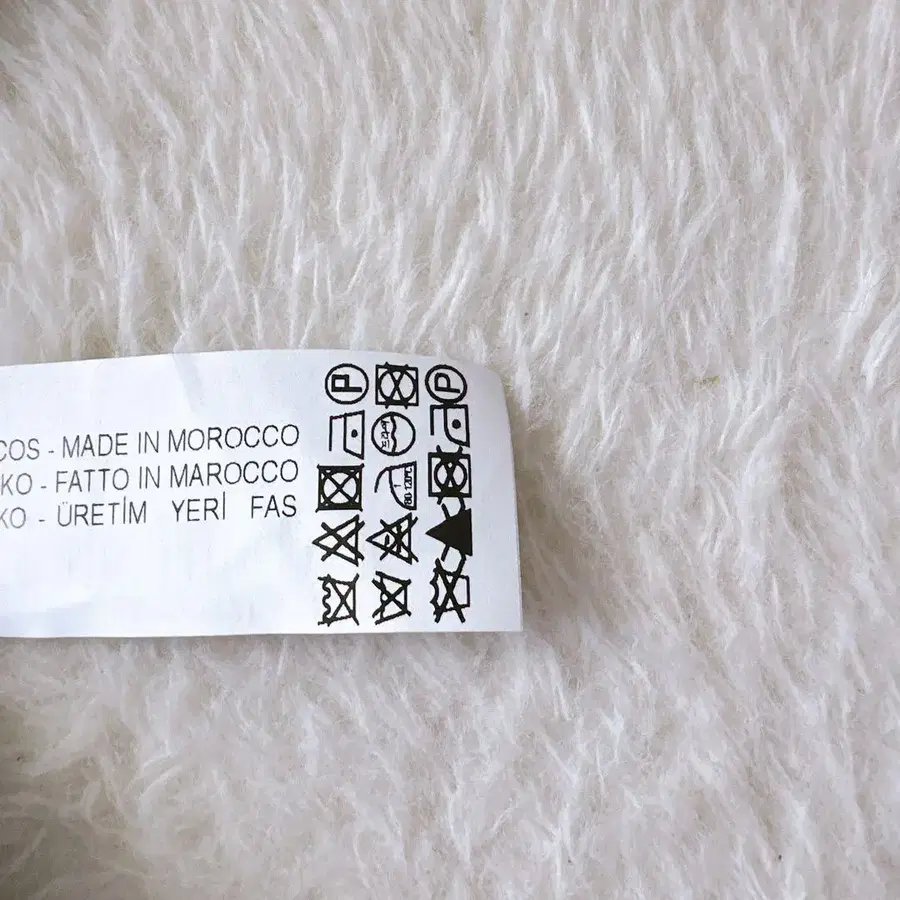 COS - MADE IN MOROCCO
KO - FATTO IN MAROCCO
KO - ÜRETİM YERİ FAS
P P